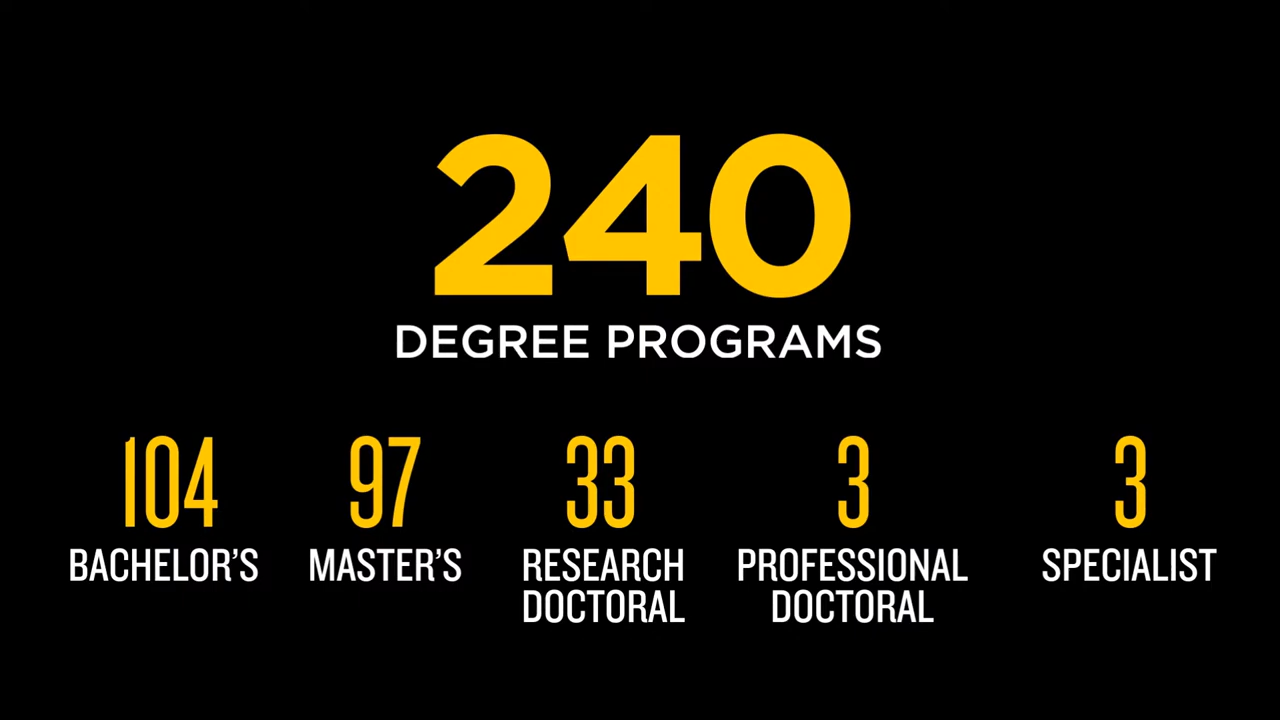 240
DEGREE PROGRAMS
104
BACHELOR'S
97
MASTER'S
33
RESEARCH
DOCTORAL
3
PROFESSIONAL
DOCTORAL
3
SPECIALIST